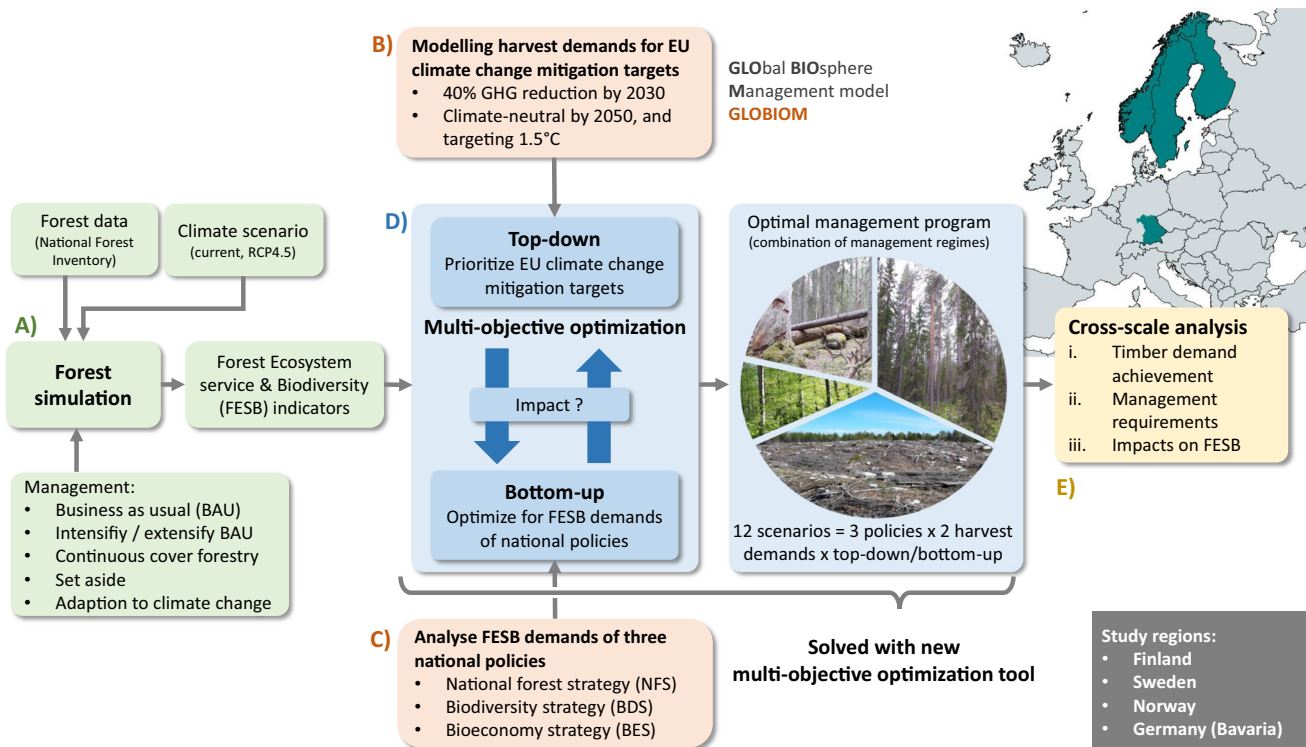 B)
Modelling harvest demands for EU
climate change mitigation targets
• 40% GHG reduction by 2030
• Climate-neutral by 2050, and
targeting 1.5°C
GLObal BIOsphere
Management model
GLOBIOM
Forest data
(National Forest
Inventory)
Climate scenario
(current, RCP4.5)
A)
Forest
simulation
Forest Ecosystem
service & Biodiversity
(FESB) indicators
Management:
• Business as usual (BAU)
• Intensify / extensify BAU
• Continuous cover forestry
• Set aside
• Adaption to climate change
D)
Top-down
Prioritize EU climate change
mitigation targets
Multi-objective optimization
Impact ?
Bottom-up
Optimize for FESB demands
of national policies
Optimal management program
(combination of management regimes)
12 scenarios = 3 policies x 2 harvest
demands x top-down/bottom-up
Cross-scale analysis
i. Timber demand
achievement
ii. Management
requirements
iii. Impacts on FESB
E)
C)
Analyse FESB demands of three
national policies
• National forest strategy (NFS)
• Biodiversity strategy (BDS)
• Bioeconomy strategy (BES)
Solved with new
multi-objective optimization tool
Study regions:
• Finland
• Sweden
• Norway
• Germany (Bavaria)